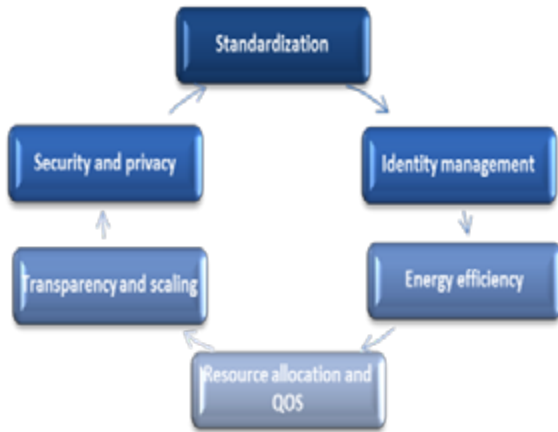 Standardization
Identity management
Energy efficiency
Resource allocation and
QOS
Transparency and scaling
Security and privacy